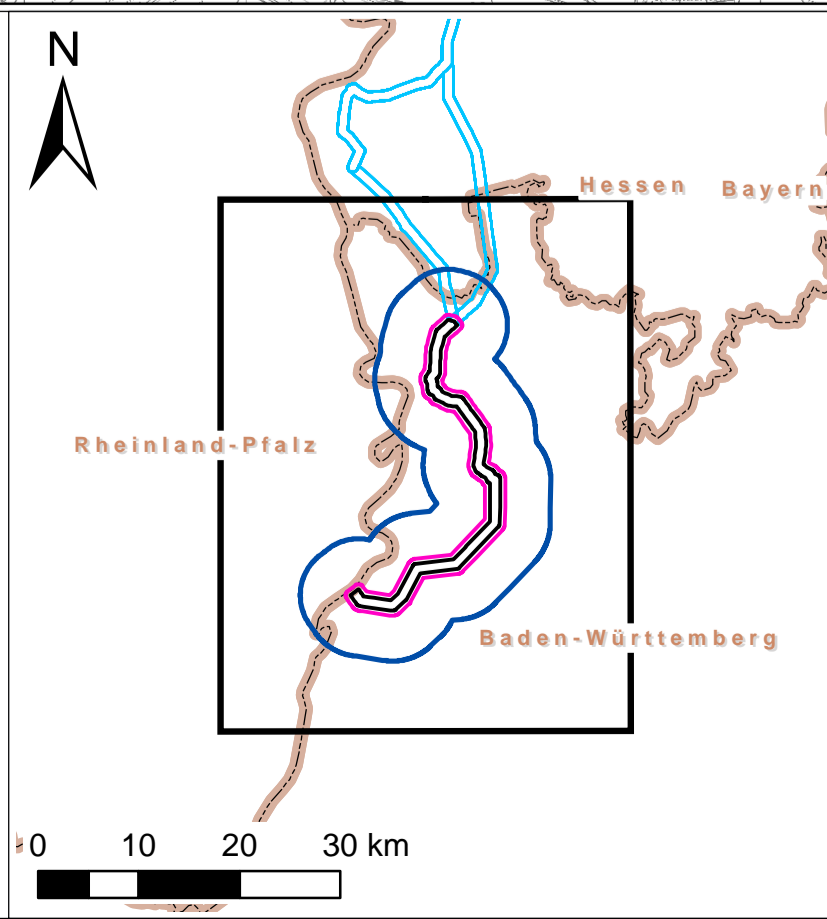 N
Hessen
Bayern
Rheinland-Pfalz
Baden-Württemberg
0 10 20 30 km